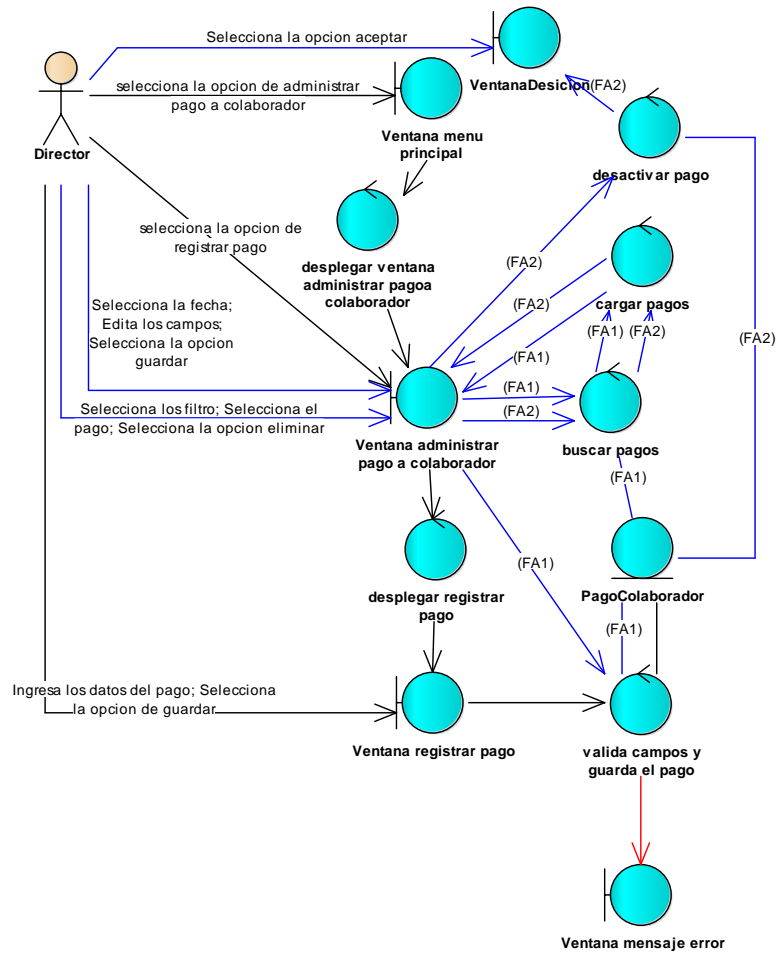 Selecciona la opcion aceptar
VentanaDesicion
(FA2)
selecciona la opcion de administrar
pago a colaborador
Director
Ventana menu
principal
desactivar pago
selecciona la opcion de
registrar pago
desplegar ventana
administrar pagoa
colaborador
(FA2)
(FA2)
cargar pagos
Selecciona la fecha;
Edita los campos;
Selecciona la opcion
guardar
(FA1)
(FA1)
(FA2)
(FA2)
(FA1)
(FA2)
Selecciona los filtro; Selecciona el
pago; Selecciona la opcion eliminar
Ventana administrar
pago a colaborador
buscar pagos
(FA1)
(FA1)
desplegar registrar
pago
PagoColaborador
(FA1)
Ingresa los datos del pago; Selecciona
la opcion de guardar
Ventana registrar pago
valida campos y
guarda el pago
Ventana mensaje error